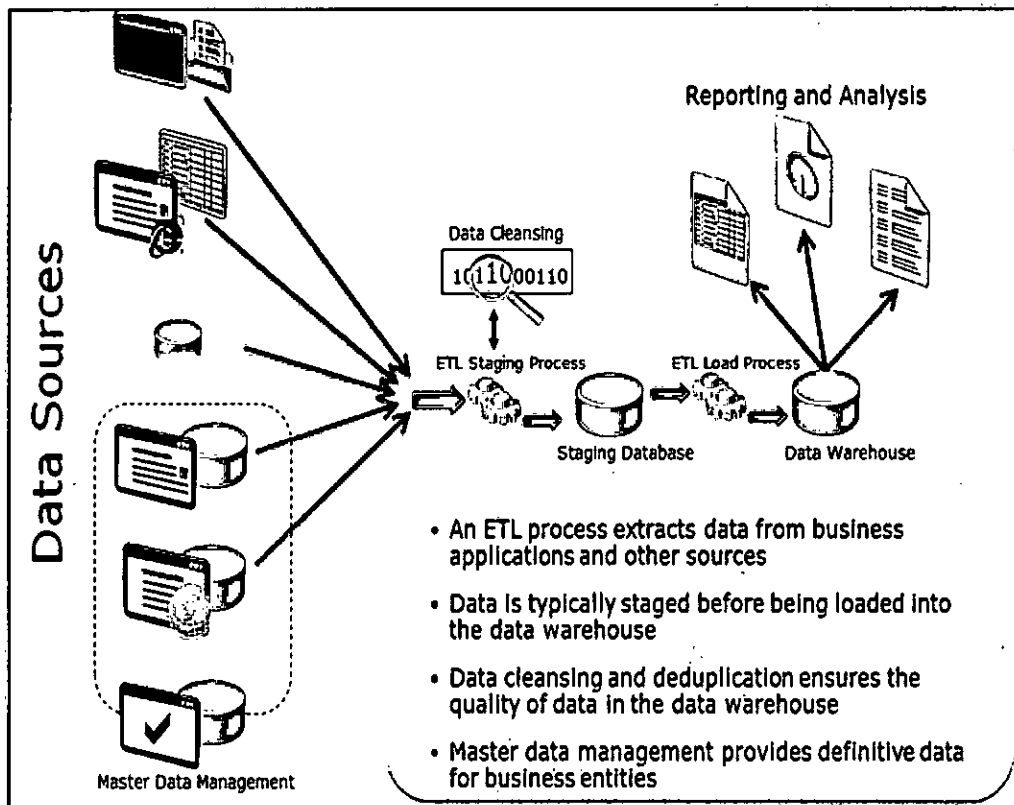 Data Sources
Reporting and Analysis
Data Cleansing
1011000110
ETL Staging Process
ETL Load Process
Staging Database
Data Warehouse
Master Data Management
• An ETL process extracts data from business
applications and other sources
• Data is typically staged before being loaded into
the data warehouse
• Data cleansing and deduplication ensures the
quality of data in the data warehouse
• Master data management provides definitive data
for business entities